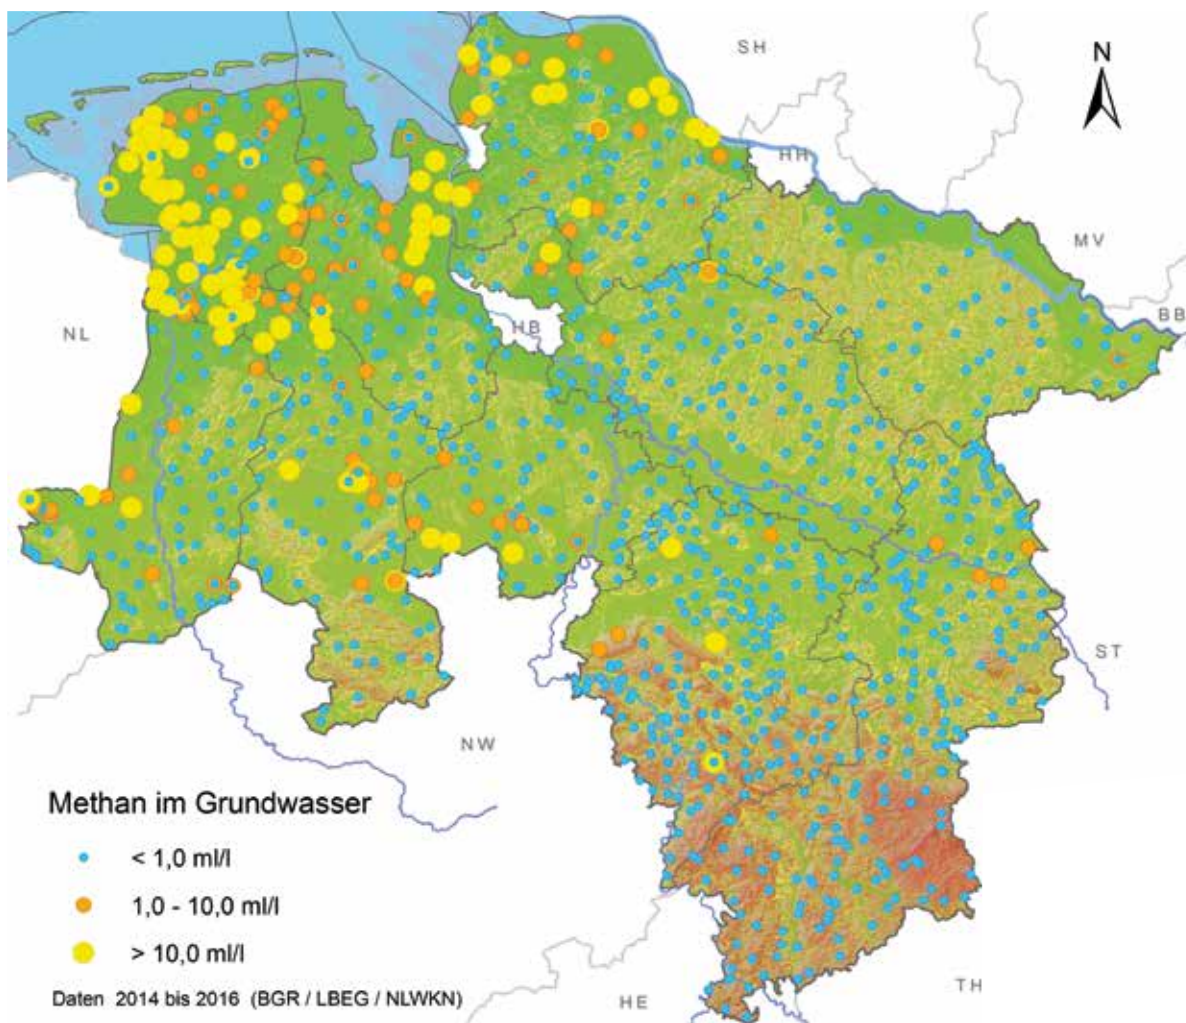 SH
N
HH
MV
BB
NL
HB
ST
NW
Methan im Grundwasser
< 1,0 ml/l
1,0 - 10,0 ml/l
> 10,0 ml/l
Daten 2014 bis 2016 (BGR / LBEG / NLWKN)
HE
TH